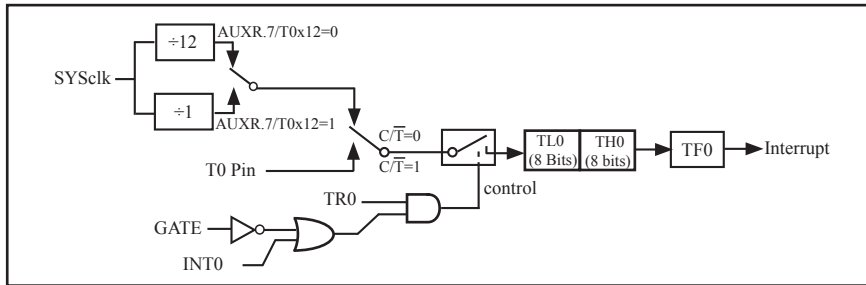 ÷12
AUXR.7/T0x12=0
SYSclk
÷1
AUXR.7/T0x12=1
C/T̅=0
C/T̅=1
T0 Pin
TL0
(8 Bits)
TH0
(8 bits)
TF0
Interrupt
control
TR0
GATE
INT0